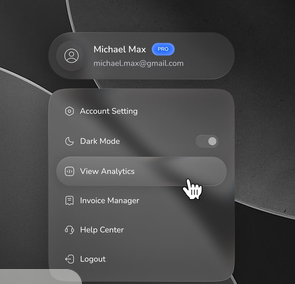 Michael Max PRO
michael.max@gmail.com
Account Setting
Dark Mode
View Analytics
Invoice Manager
Help Center
Logout